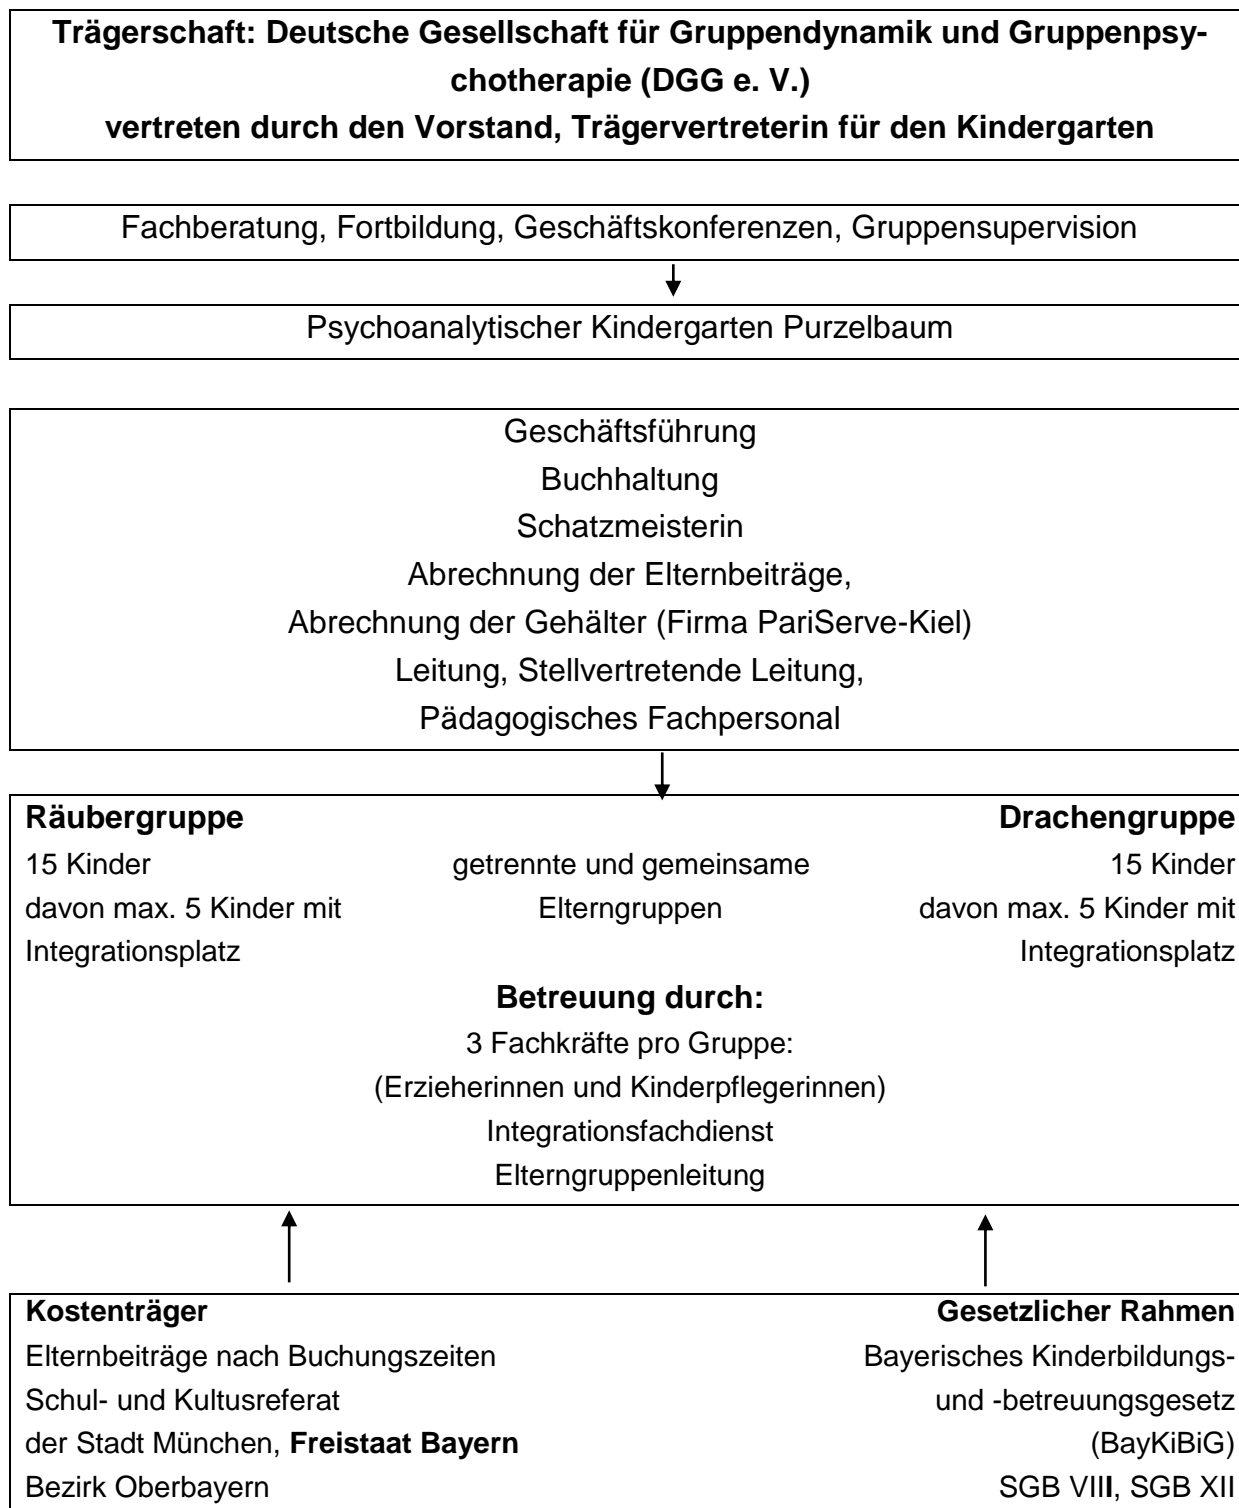 Trägerschaft: Deutsche Gesellschaft für Gruppendynamik und Gruppenpsy-
chotherapie (DGG e. V.)
vertreten durch den Vorstand, Trägervertreterin für den Kindergarten
Fachberatung, Fortbildung, Geschäftskonferenzen, Gruppensupervision
Psychoanalytischer Kindergarten Purzelbaum
Geschäftsführung
Buchhaltung
Schatzmeisterin
Abrechnung der Elternbeiträge,
Abrechnung der Gehälter (Firma PariServe-Kiel)
Leitung, Stellvertretende Leitung,
Pädagogisches Fachpersonal
Räubergruppe
15 Kinder
davon max. 5 Kinder mit
Integrationsplatz
getrennte und gemeinsame
Elterngruppen
Drachengruppe
15 Kinder
davon max. 5 Kinder mit
Integrationsplatz
Betreuung durch:
3 Fachkräfte pro Gruppe:
(Erzieherinnen und Kinderpflegerinnen)
Integrationsfachdienst
Elterngruppenleitung
Kostenträger
Elternbeiträge nach Buchungszeiten
Schul- und Kultusreferat
der Stadt München, Freistaat Bayern
Bezirk Oberbayern
Gesetzlicher Rahmen
Bayerisches Kinderbildungs-
und -betreuungsgesetz
(BayKiBiG)
SGB VIII, SGB XII